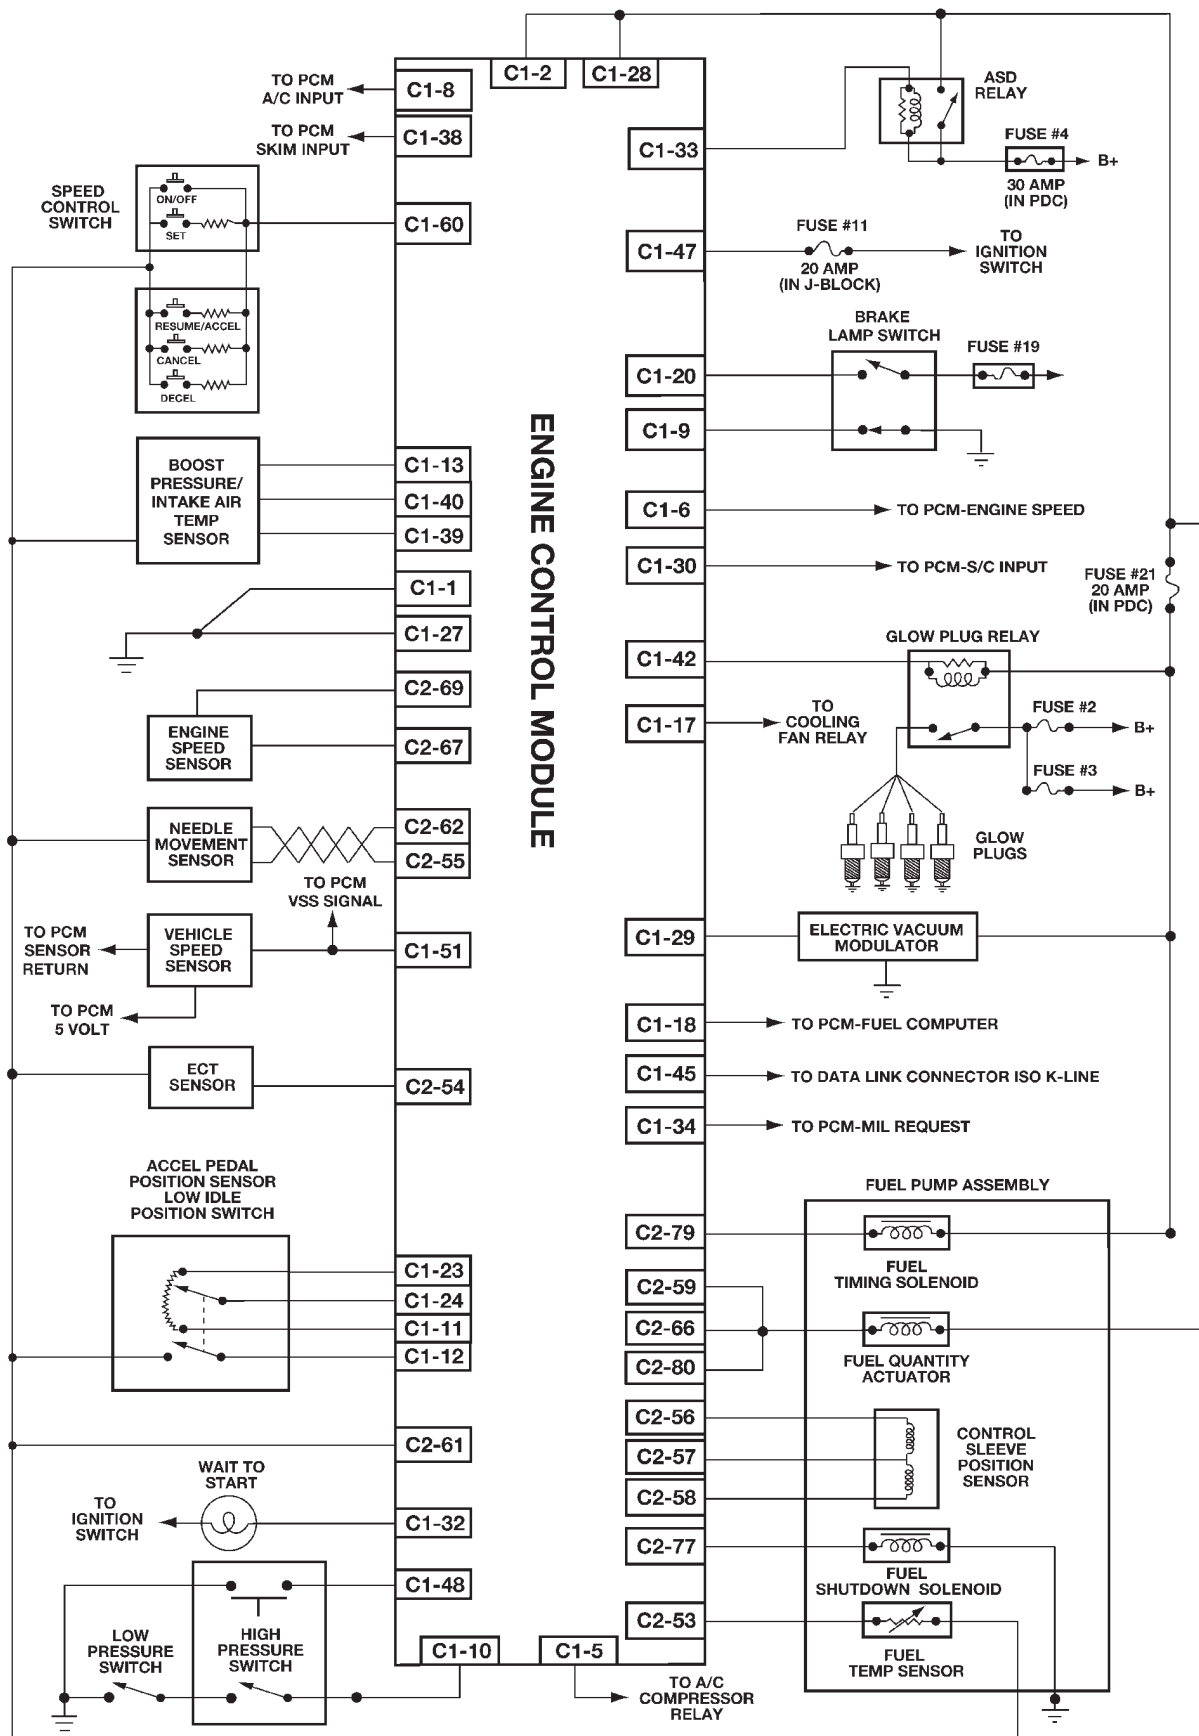 C1-2
C1-28
TO PCM
A/C INPUT
C1-8
TO PCM
SKIM INPUT
C1-38
SPEED
CONTROL
SWITCH
ON/OFF
SET
C1-60
RESUME/ACCEL
CANCEL
DECEL
BOOST
PRESSURE/
INTAKE AIR
TEMP
SENSOR
C1-13
C1-40
C1-39
C1-1
C1-27
C2-69
ENGINE
SPEED
SENSOR
C2-67
NEEDLE
MOVEMENT
SENSOR
C2-62
C2-55
TO PCM
VSS SIGNAL
TO PCM
SENSOR
RETURN
VEHICLE
SPEED
SENSOR
C1-51
TO PCM
5 VOLT
ECT
SENSOR
C2-54
ACCEL PEDAL
POSITION SENSOR
LOW IDLE
POSITION SWITCH
C1-23
C1-24
C1-11
C1-12
C2-61
WAIT TO
START
TO
IGNITION
SWITCH
C1-32
C1-48
LOW
PRESSURE
SWITCH
HIGH
PRESSURE
SWITCH
C1-10
C1-5
TO A/C
COMPRESSOR
RELAY
ENGINE CONTROL MODULE
ASD
RELAY
C1-33
FUSE #4
B+
30 AMP
(IN PDC)
C1-47
FUSE #11
20 AMP
(IN J-BLOCK)
TO
IGNITION
SWITCH
BRAKE
LAMP SWITCH
C1-20
FUSE #19
C1-9
C1-6
TO PCM-ENGINE SPEED
C1-30
TO PCM-S/C INPUT
FUSE #21
20 AMP
(IN PDC)
GLOW PLUG RELAY
C1-42
C1-17
TO
COOLING
FAN RELAY
FUSE #2
B+
FUSE #3
B+
GLOW
PLUGS
C1-29
ELECTRIC VACUUM
MODULATOR
C1-18
TO PCM-FUEL COMPUTER
C1-45
TO DATA LINK CONNECTOR ISO K-LINE
C1-34
TO PCM-MIL REQUEST
FUEL PUMP ASSEMBLY
C2-79
FUEL
TIMING SOLENOID
C2-59
C2-66
C2-80
FUEL QUANTITY
ACTUATOR
C2-56
C2-57
C2-58
CONTROL
SLEEVE
POSITION
SENSOR
C2-77
FUEL
SHUTDOWN SOLENOID
C2-53
FUEL
TEMP SENSOR